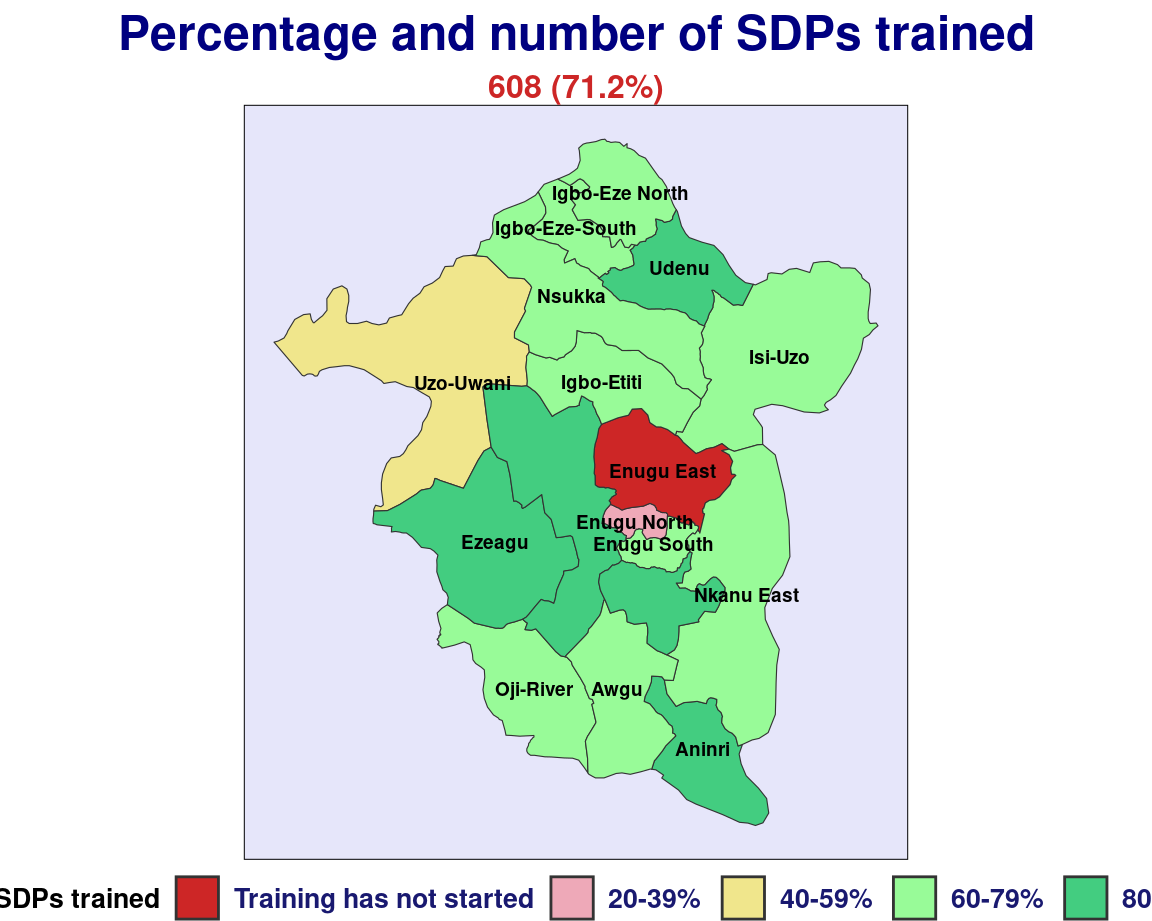 Percentage and number of SDPs trained
608 (71.2%)
Igbo-Eze North
Igbo-Eze-South
Udenu
Nsukka
Isi-Uzo
Igbo-Etiti
Uzo-Uwani
Enugu East
Enugu North
Ezeagu
Enugu South
Nkanu East
Oji-River
Awgu
Aninri
SDPs trained Training has not started 20-39% 40-59% 60-79% 80